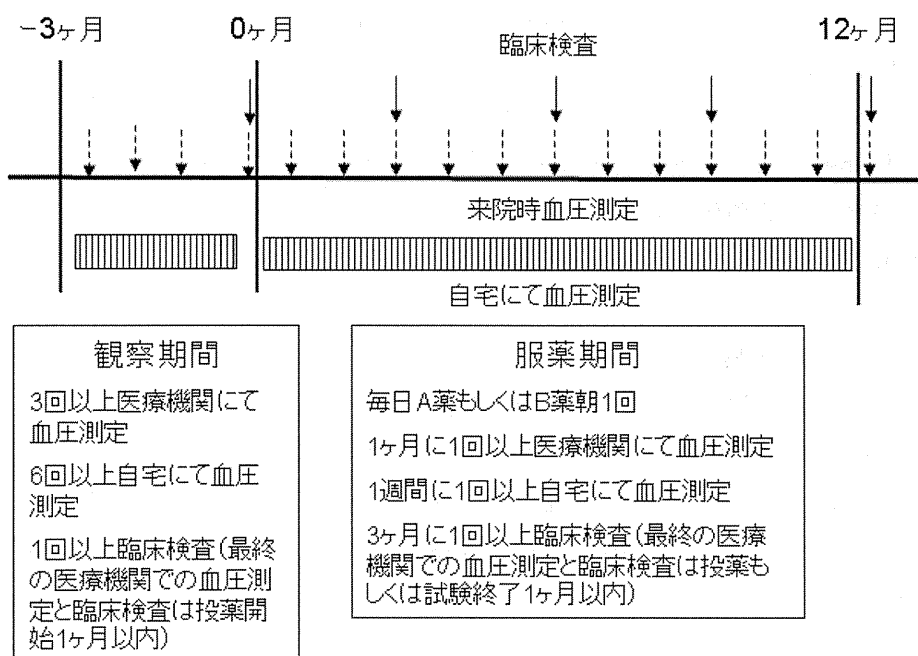 −3ヶ月
0ヶ月
臨床検査
12ヶ月
来院時血圧測定
自宅にて血圧測定
観察期間
3回以上医療機関にて
血圧測定
6回以上自宅にて血圧
測定
1回以上臨床検査(最終
の医療機関での血圧測
定と臨床検査は投薬開
始1ヶ月以内)
服薬期間
毎日A薬もしくはB薬朝1回
1ヶ月に1回以上医療機関にて血圧測定
1週間に1回以上自宅にて血圧測定
3ヶ月に1回以上臨床検査(最終の医療
機関での血圧測定と臨床検査は投薬も
しくは試験終了1ヶ月以内)